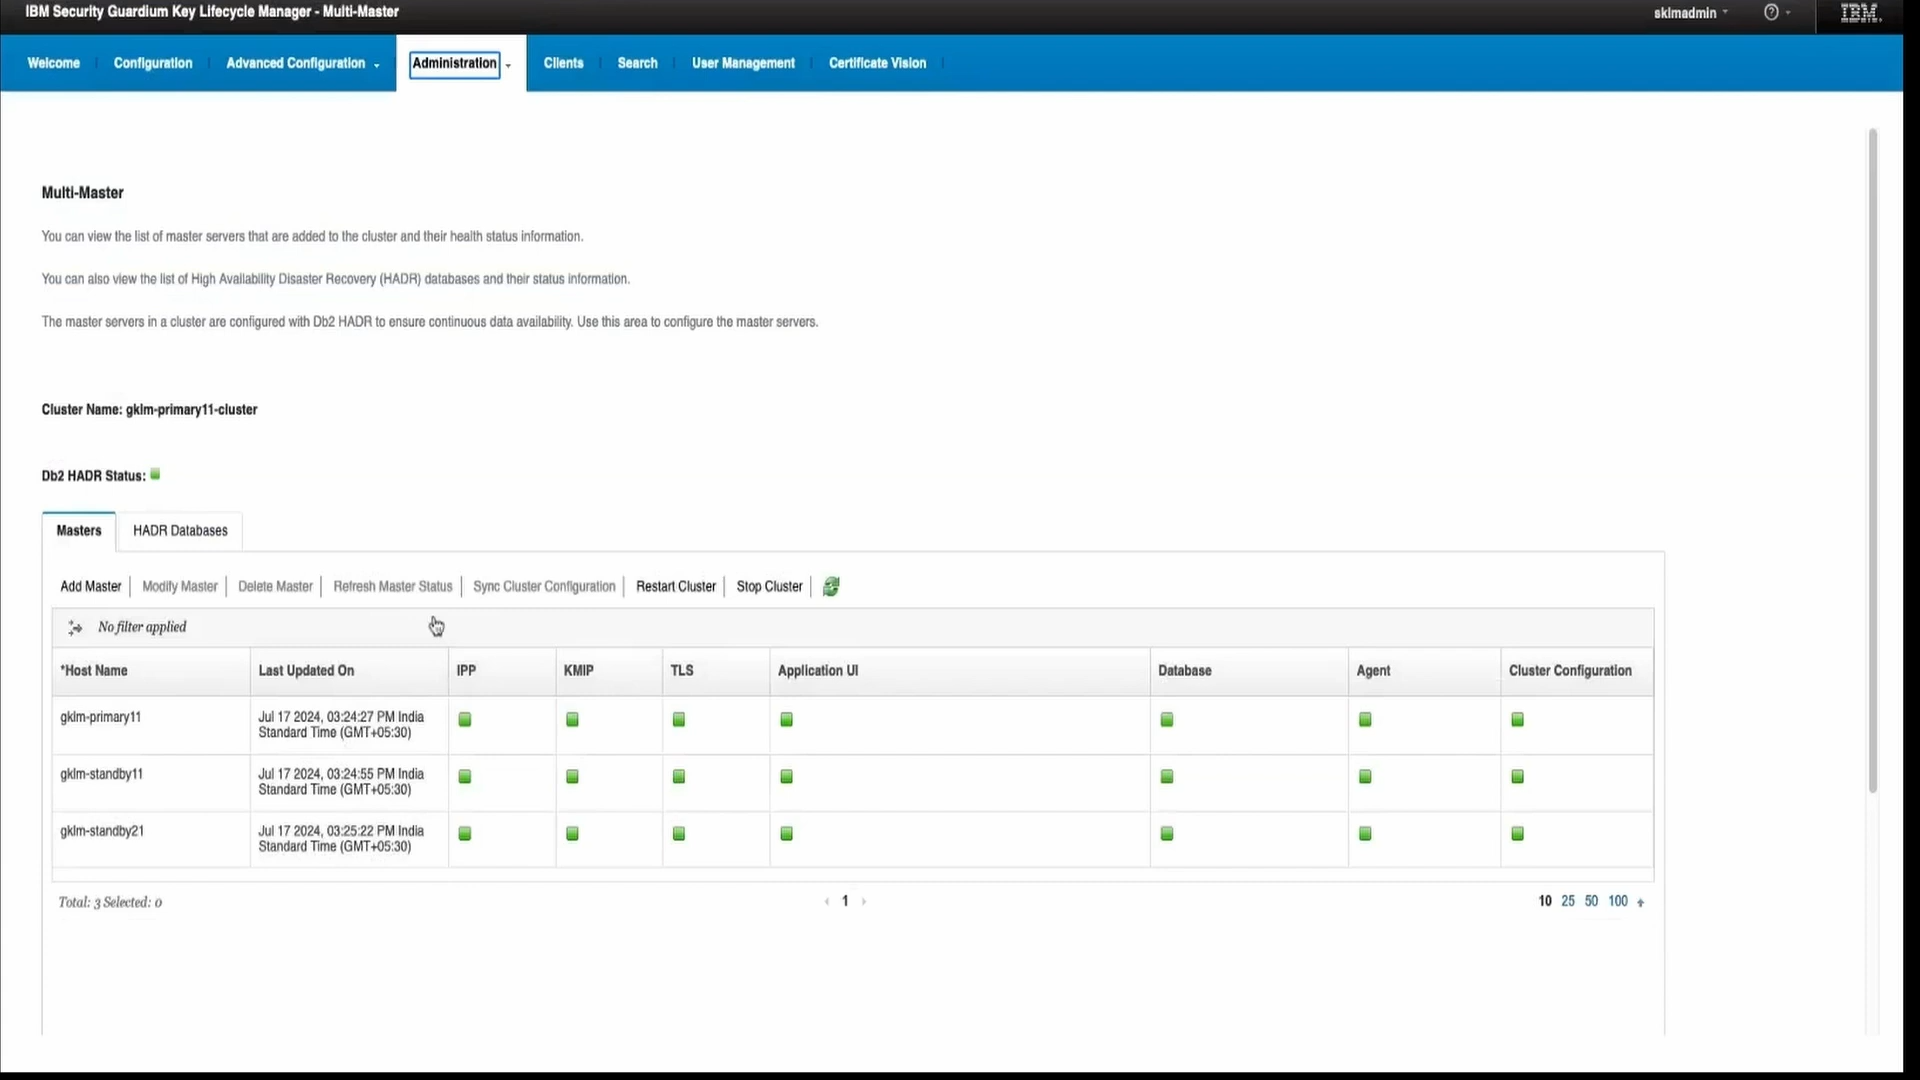 IBM Security Guardium Key Lifecycle Manager - Multi-Master
sklmadmin
IBM
Welcome
Configuration
Advanced Configuration
Administration
Clients
Search
User Management
Certificate Vision
Multi-Master
You can view the list of master servers that are added to the cluster and their health status information.
You can also view the list of High Availability Disaster Recovery (HADR) databases and their status information.
The master servers in a cluster are configured with Db2 HADR to ensure continuous data availability. Use this area to configure the master servers.
Cluster Name: gklm-primary11-cluster
Db2 HADR Status:
Masters
HADR Databases
Add Master
Modify Master
Delete Master
Refresh Master Status
Sync Cluster Configuration
Restart Cluster
Stop Cluster
No filter applied
*Host Name
Last Updated On
IPP
KMIP
TLS
Application UI
Database
Agent
Cluster Configuration
gklm-primary11
Jul 17 2024, 03:24:27 PM India
Standard Time (GMT+05:30)
gklm-standby11
Jul 17 2024, 03:24:55 PM India
Standard Time (GMT+05:30)
gklm-standby21
Jul 17 2024, 03:25:22 PM India
Standard Time (GMT+05:30)
Total: 3 Selected: 0
1
10 25 50 100